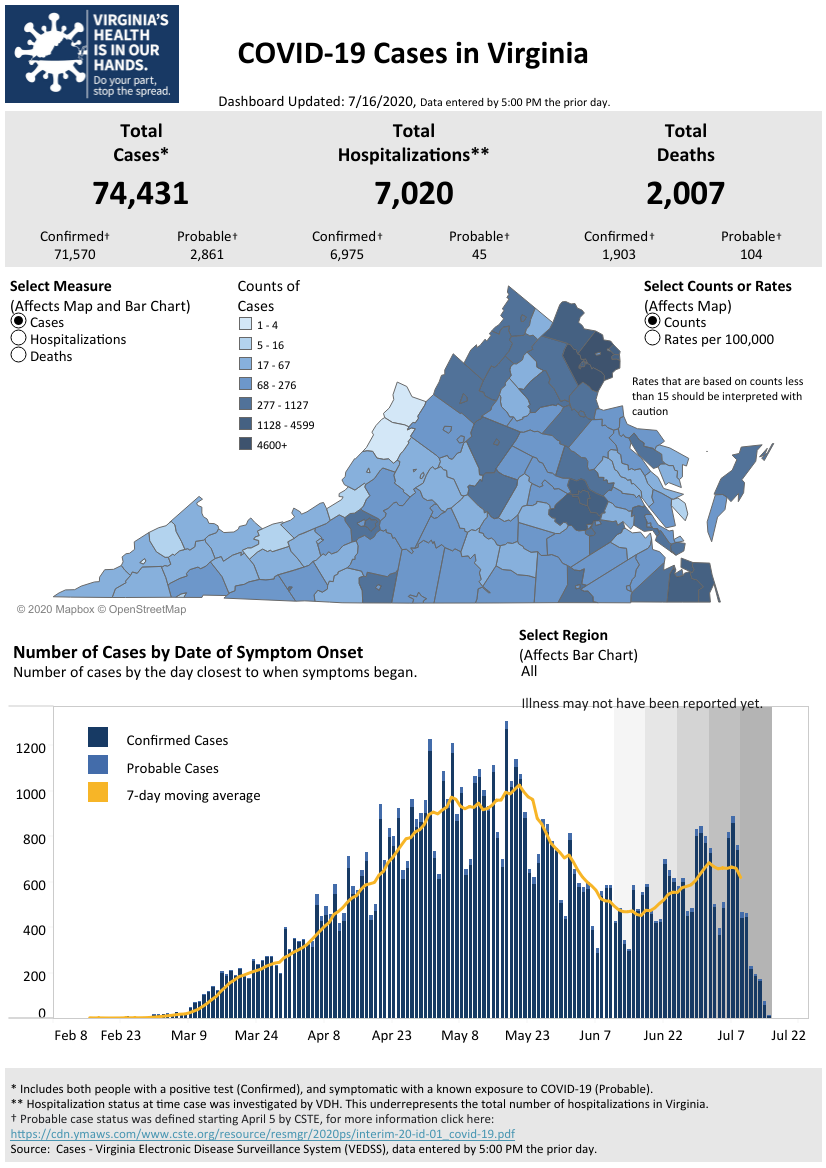 VIRGINIA'S
HEALTH
IS IN OUR
HANDS.
Do your part,
stop the spread.
COVID-19 Cases in Virginia
Dashboard Updated: 7/16/2020, Data entered by 5:00 PM the prior day.
Total
Cases*
74,431
Confirmed†
71,570
Probable†
2,861
Total
Hospitalizations**
7,020
Confirmed†
6,975
Probable†
45
Total
Deaths
2,007
Confirmed†
1,903
Probable†
104
Select Measure
(Affects Map and Bar Chart)
Cases
Hospitalizations
Deaths
Counts of
Cases
1 - 4
5 - 16
17 - 67
68 - 276
277 - 1127
1128 - 4599
4600+
Select Counts or Rates
(Affects Map)
Counts
Rates per 100,000
Rates that are based on counts less
than 15 should be interpreted with
caution
© 2020 Mapbox © OpenStreetMap
Number of Cases by Date of Symptom Onset
Number of cases by the day closest to when symptoms began.
Select Region
(Affects Bar Chart)
All
Illness may not have been reported yet.
Confirmed Cases
Probable Cases
7-day moving average
1200
1000
800
600
400
200
0
Feb 8 Feb 23 Mar 9 Mar 24 Apr 8 Apr 23 May 8 May 23 Jun 7 Jun 22 Jul 7 Jul 22
* Includes both people with a positive test (Confirmed), and symptomatic with a known exposure to COVID-19 (Probable).
** Hospitalization status at time case was investigated by VDH. This underrepresents the total number of hospitalizations in Virginia.
† Probable case status was defined starting April 5 by CSTE, for more information click here:
https://cdn.ymaws.com/www.cste.org/resource/resmgr/2020ps/interim-20-id-01_covid-19.pdf
Source: Cases - Virginia Electronic Disease Surveillance System (VEDSS), data entered by 5:00 PM the prior day.